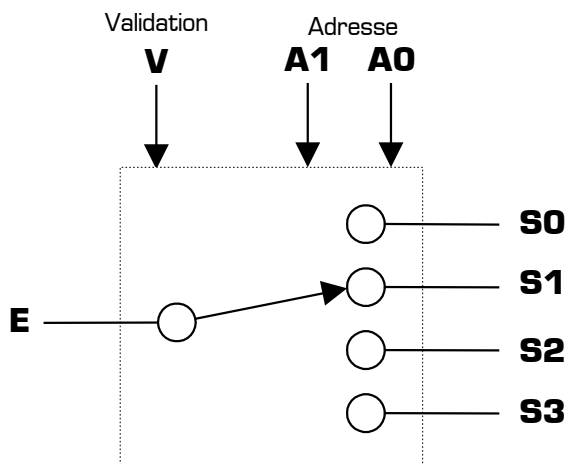 Validation
Adresse
V
A1 A0
S0
S1
E
S2
S3